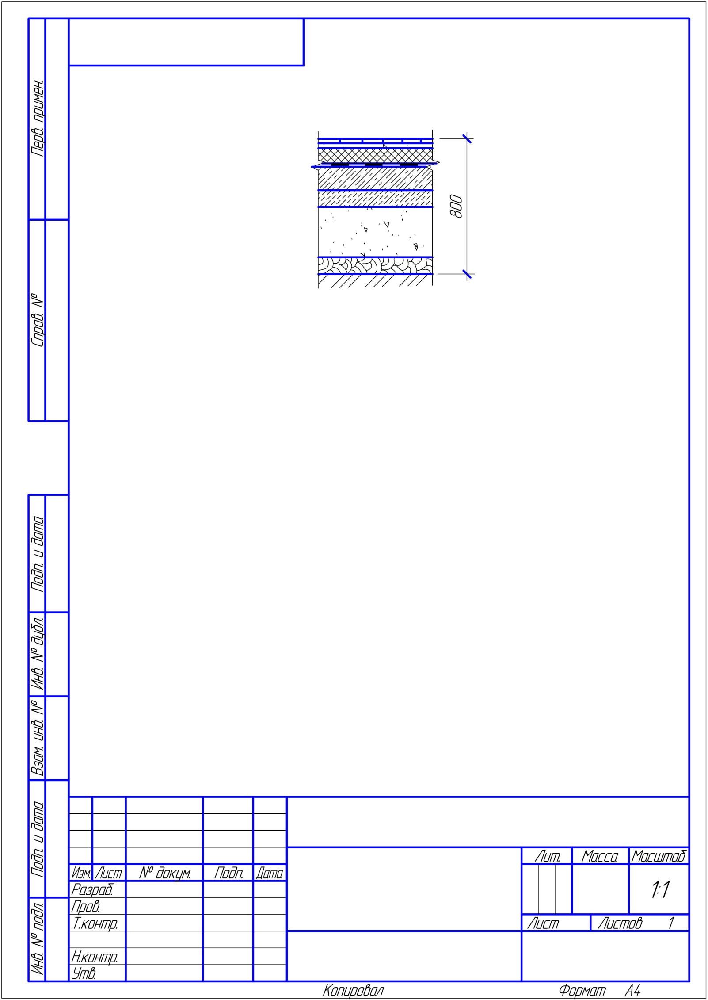 Перв. примен.
Справ. №
Подп. и дата
Инв. № дубл.
Взам. инв. №
Подп. и дата
Инв. № подл.
800
Изм. Лист № докум. Подп. Дата
Разраб.
Пров.
Т.контр.
Н.контр.
Утв.
Лит. Масса Масштаб
1:1
Лист Листов 1
Копировал Формат А4